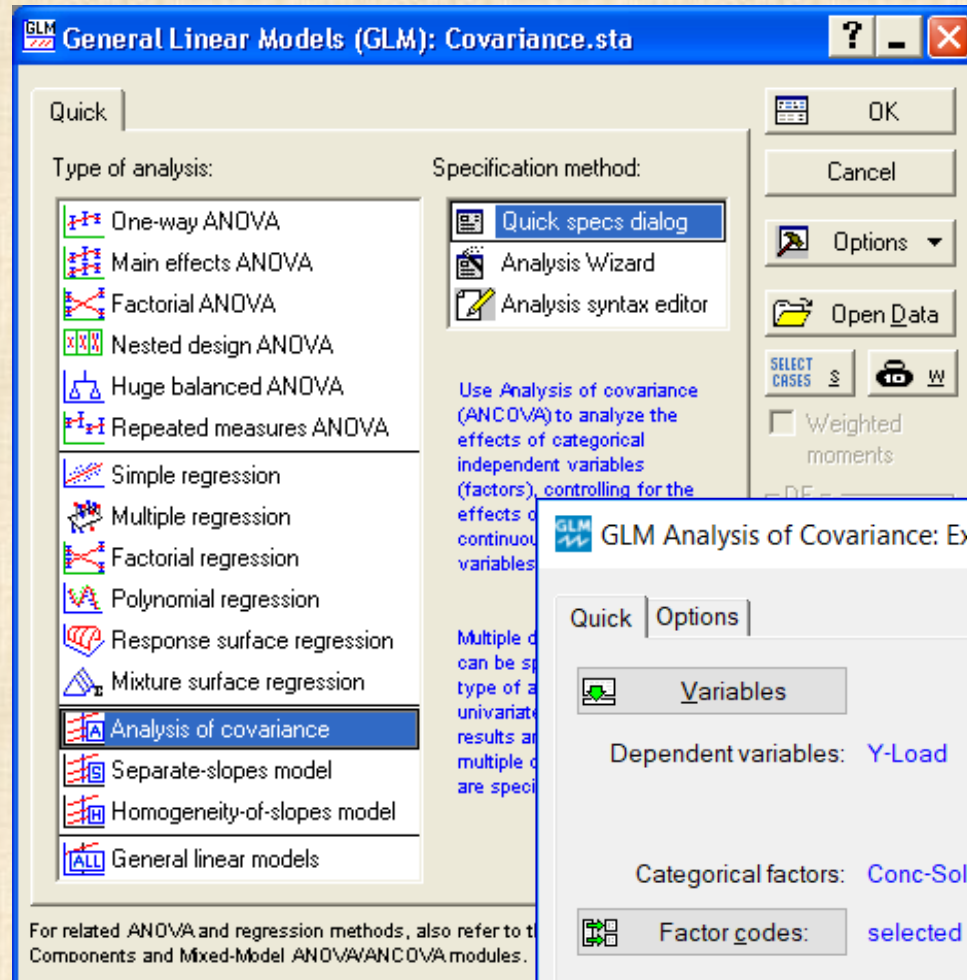 GLM General Linear Models (GLM): Covariance.sta
Quick
OK
Type of analysis:
Specification method:
Cancel
One-way ANOVA
Main effects ANOVA
Factorial ANOVA
Nested design ANOVA
Huge balanced ANOVA
Repeated measures ANOVA
Simple regression
Multiple regression
Factorial regression
Polynomial regression
Response surface regression
Mixture surface regression
A Analysis of covariance
S Separate-slopes model
H Homogeneity-of-slopes model
ALL General linear models
Quick specs dialog
Analysis Wizard
Analysis syntax editor
Use Analysis of covariance
(ANCOVA) to analyze the
effects of categorical
independent variables
(factors), controlling for the
effects
variables
Multiple
can be
type of
results
multiple
are
Options
Open Data
SELECT
CASES S
W
Weighted
moments
For related ANOVA and regression methods, also refer to
Components and Mixed-Model ANOVA/ANCOVA modules.
GLM GLM Analysis of Covariance:
Quick Options
Variables
Dependent variables: Y-Load
Categorical factors: Conc-Sol
Factor codes: selected